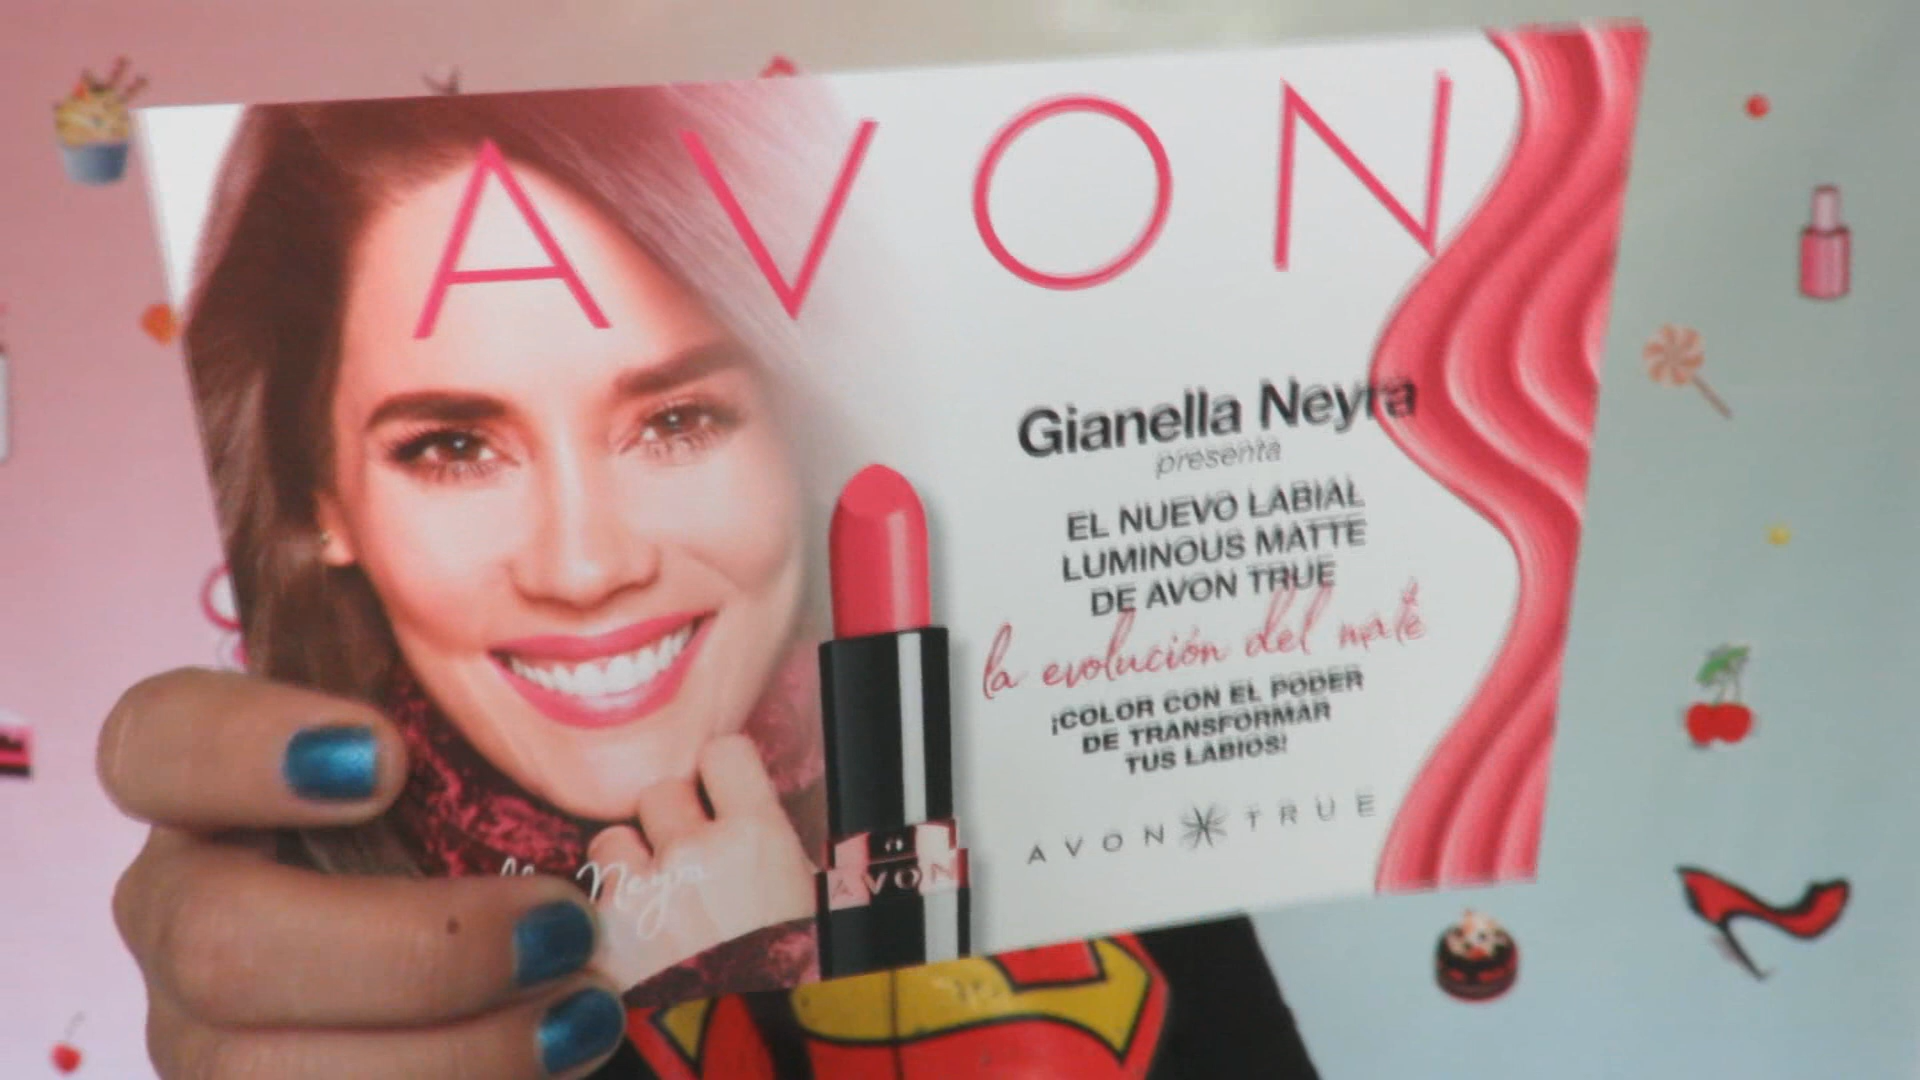 AVON
Gianella Neyra
presenta
EL NUEVO LABIAL
LUMINOUS MATTE
DE AVON TRUE
la evolución del mate
¡COLOR CON EL PODER
DE TRANSFORMAR
TUS LABIOS!
AVON TRUE
AVON
Neyra